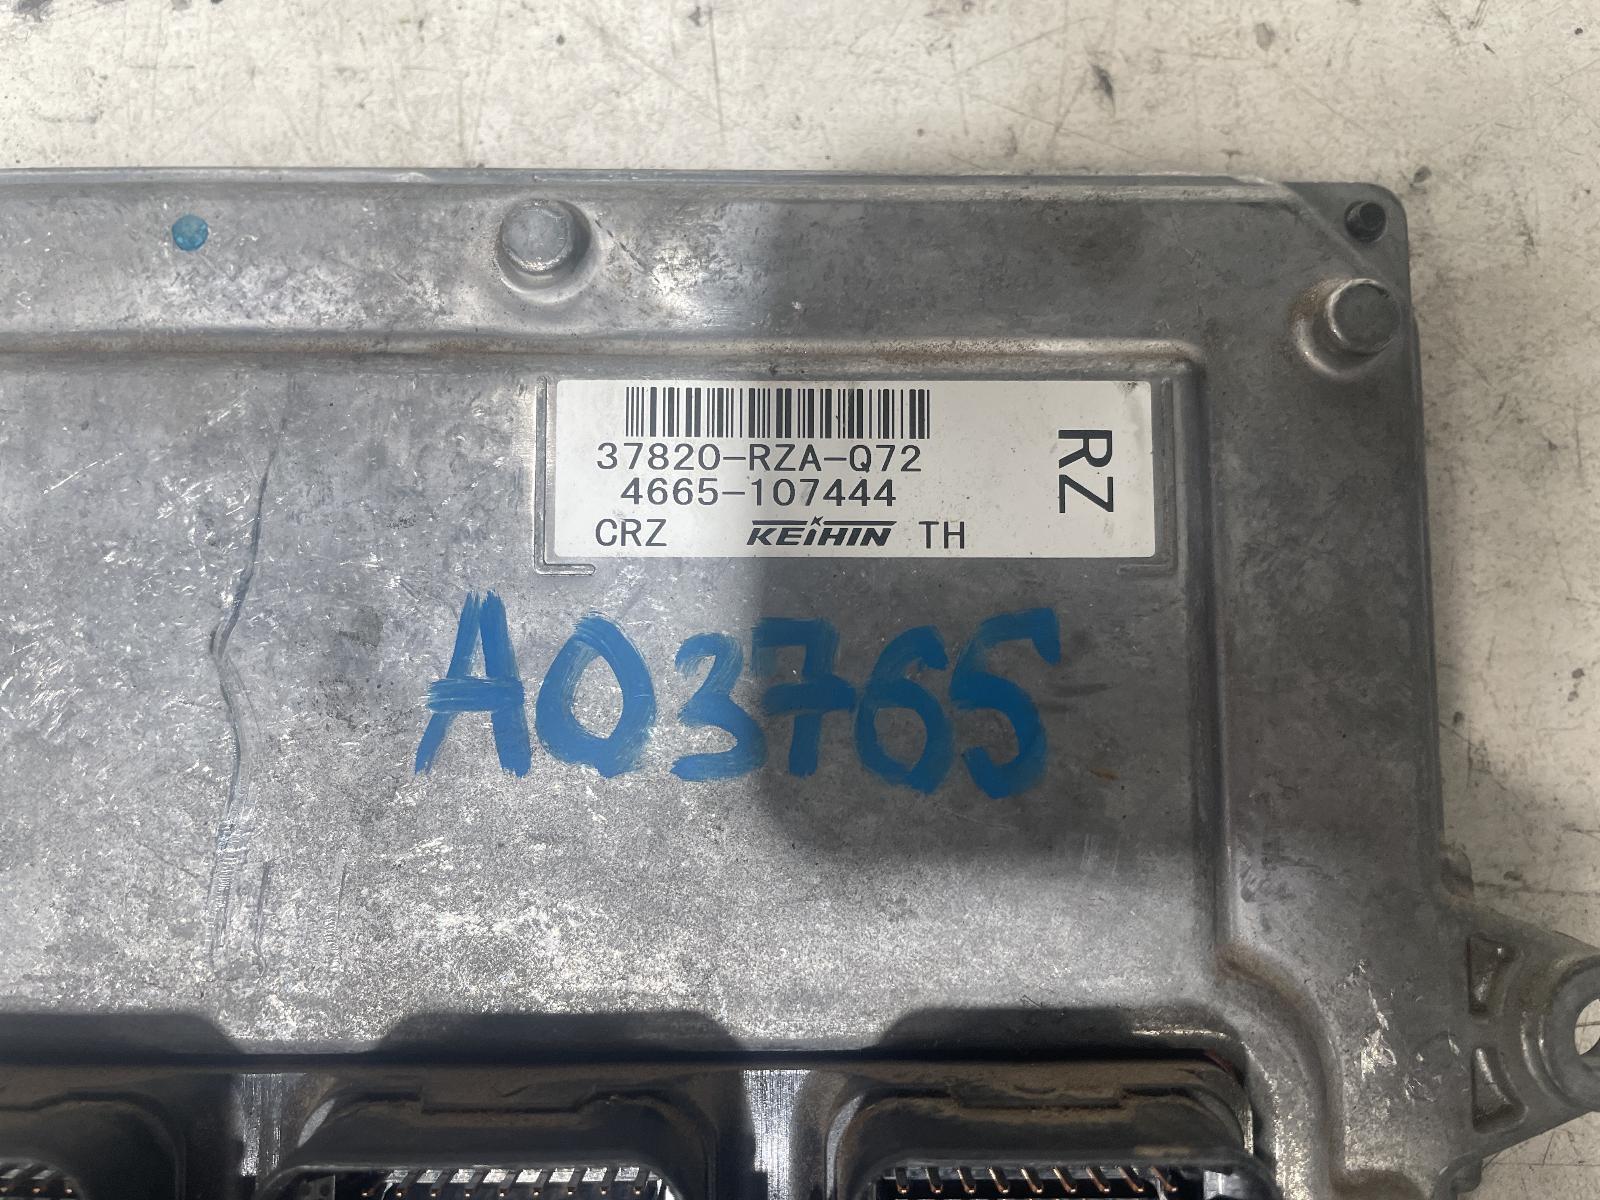 37820-RZA-Q72
4665-107444
CRZ KEIHIN TH
RZ
A03765